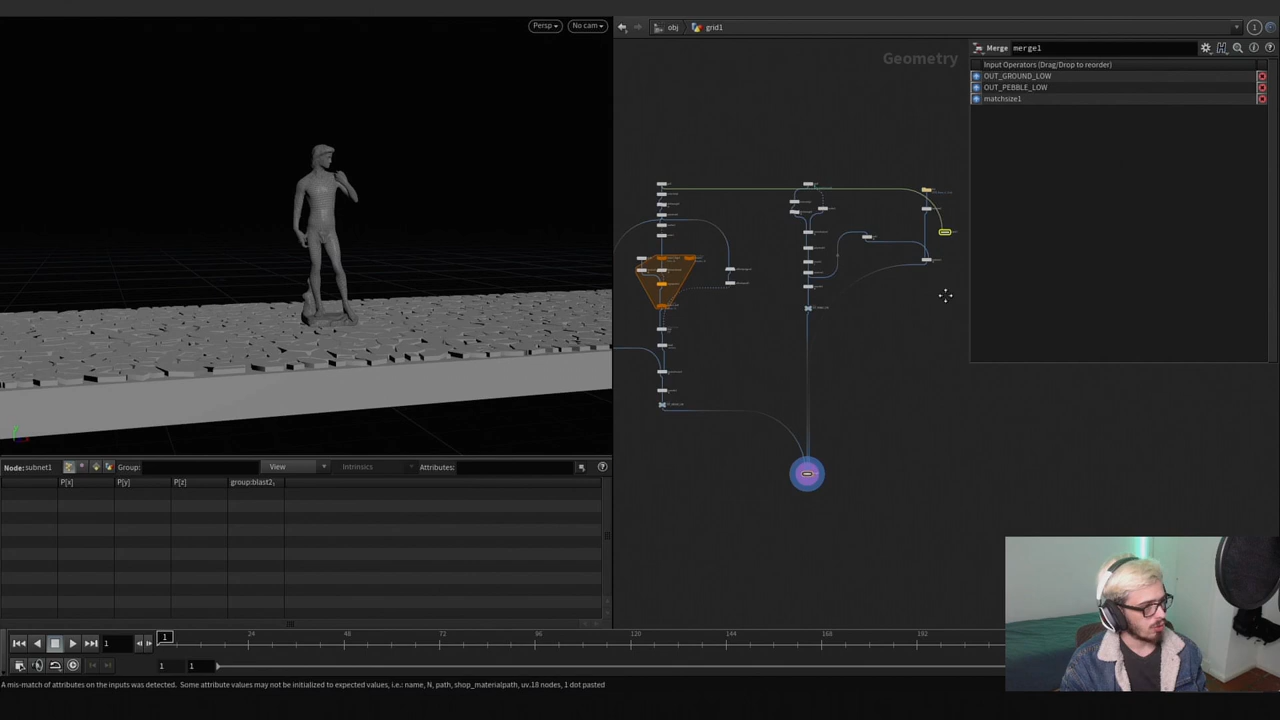 Persp
No cam
obj
grid1
Geometry
Merge merge1
Input Operators (Drag/Drop to reorder)
OUT_GROUND_LOW
OUT_PEBBLE_LOW
matchsize1
Node: subnet1
Group:
View
Intrinsics
Attributes:
P[x]
P[y]
P[z]
group:blast2
1
1
24
48
72
96
120
144
168
192
1
1
A mis-match of attributes on the inputs was detected. Some attribute values may not be initialized to expected values, i.e.: name, N, path, shop_materialpath, uv.18 nodes, 1 dot pasted